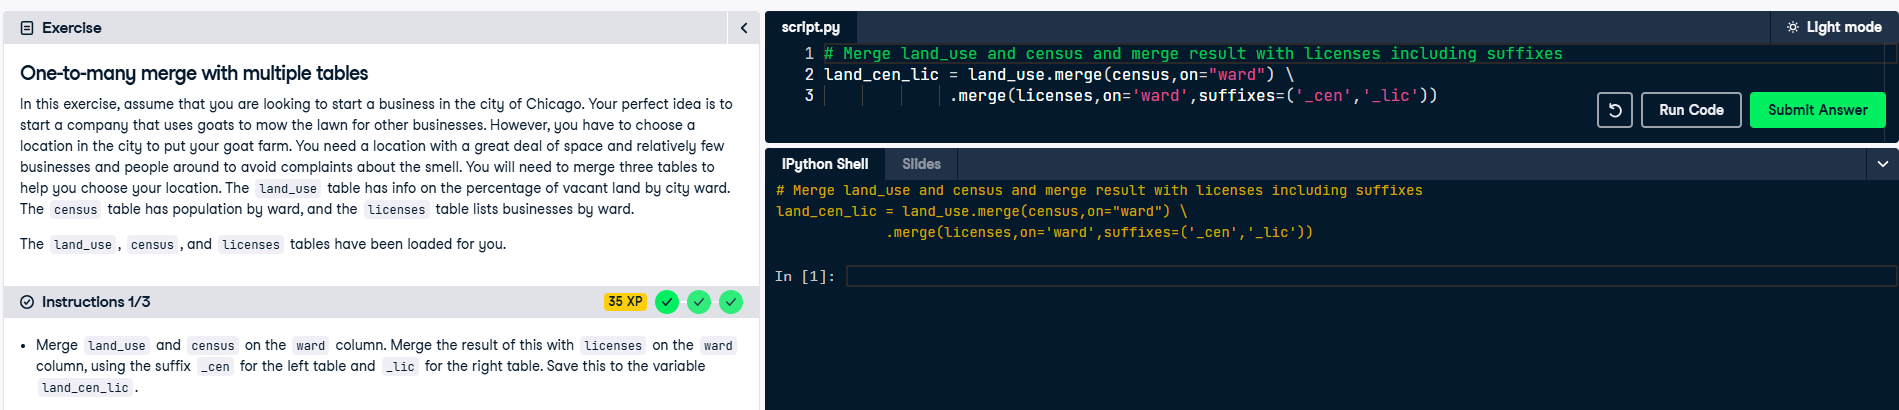 Exercise
One-to-many merge with multiple tables
In this exercise, assume that you are looking to start a business in the city of Chicago. Your perfect idea is to
start a company that uses goats to mow the lawn for other businesses. However, you have to choose a
location in the city to put your goat farm. You need a location with a great deal of space and relatively few
businesses and people around to avoid complaints about the smell. You will need to merge three tables to
help you choose your location. The land_use table has info on the percentage of vacant land by city ward.
The census table has population by ward, and the licenses table lists businesses by ward.
The land_use , census , and licenses tables have been loaded for you.
Instructions 1/3
35 XP
• Merge land_use and census on the ward column. Merge the result of this with licenses on the ward
column, using the suffix _cen for the left table and _lic for the right table. Save this to the variable
land_cen_lic .
script.py
Light mode
1 # Merge land_use and census and merge result with licenses including suffixes
2 land_cen_lic = land_use.merge(census,on="ward") \
3 .merge(licenses,on='ward',suffixes=('_cen','_lic'))
Run Code
Submit Answer
IPython Shell
Slides
# Merge land_use and census and merge result with licenses including suffixes
land_cen_lic = land_use.merge(census,on="ward") \
.merge(licenses,on='ward',suffixes=('_cen','_lic'))
In [1]: